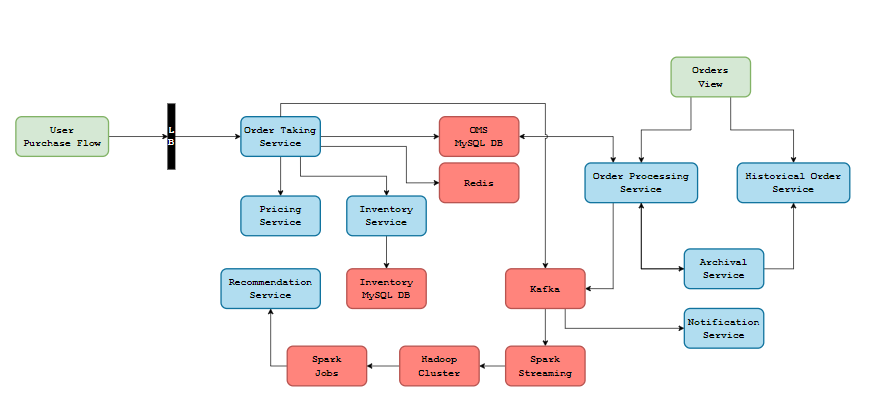 Orders
View
User
Purchase Flow
L
B
Order Taking
Service
OMS
MySQL DB
Redis
Order Processing
Service
Historical Order
Service
Pricing
Service
Inventory
Service
Archival
Service
Recommendation
Service
Inventory
MySQL DB
Kafka
Notification
Service
Spark
Jobs
Hadoop
Cluster
Spark
Streaming